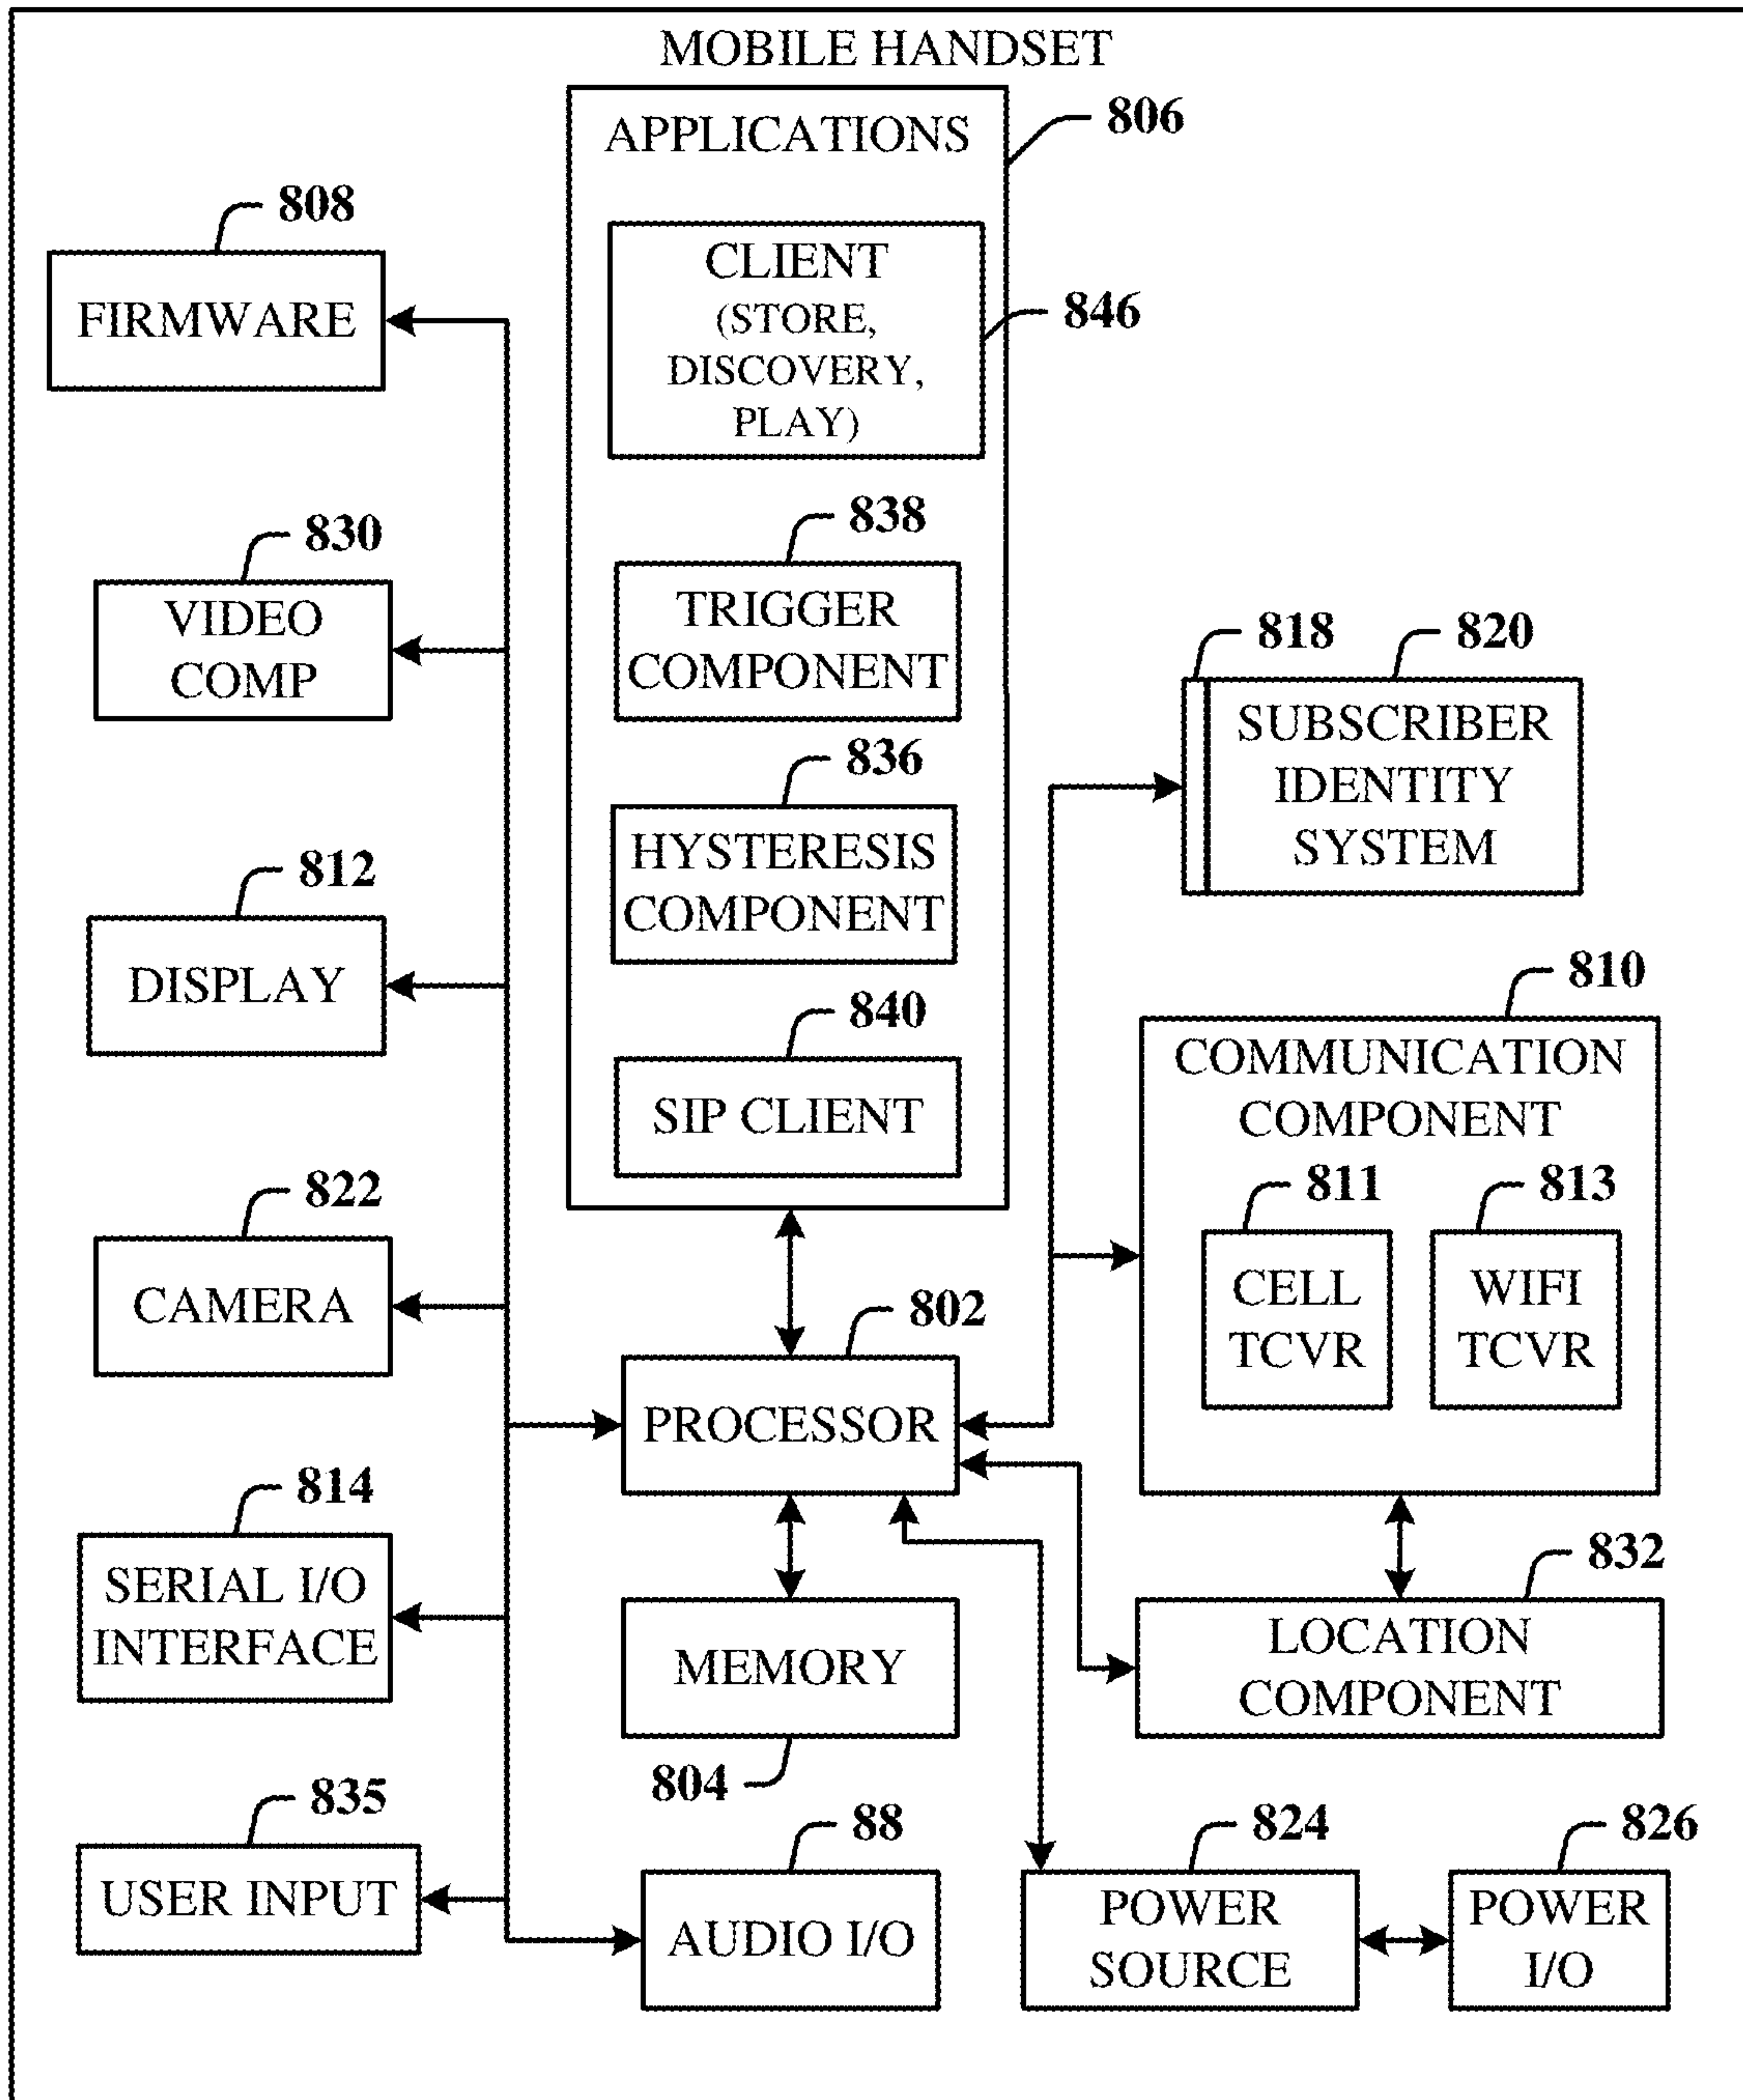 MOBILE HANDSET
806
APPLICATIONS
846
CLIENT
(STORE,
DISCOVERY,
PLAY)
838
TRIGGER
COMPONENT
836
HYSTERESIS
COMPONENT
840
SIP CLIENT
808
FIRMWARE
830
VIDEO
COMP
812
DISPLAY
822
CAMERA
814
SERIAL I/O
INTERFACE
835
USER INPUT
802
PROCESSOR
MEMORY
804
88
AUDIO I/O
818
820
SUBSCRIBER
IDENTITY
SYSTEM
810
COMMUNICATION
COMPONENT
811
CELL
TCVR
813
WIFI
TCVR
832
LOCATION
COMPONENT
824
POWER
SOURCE
826
POWER
I/O